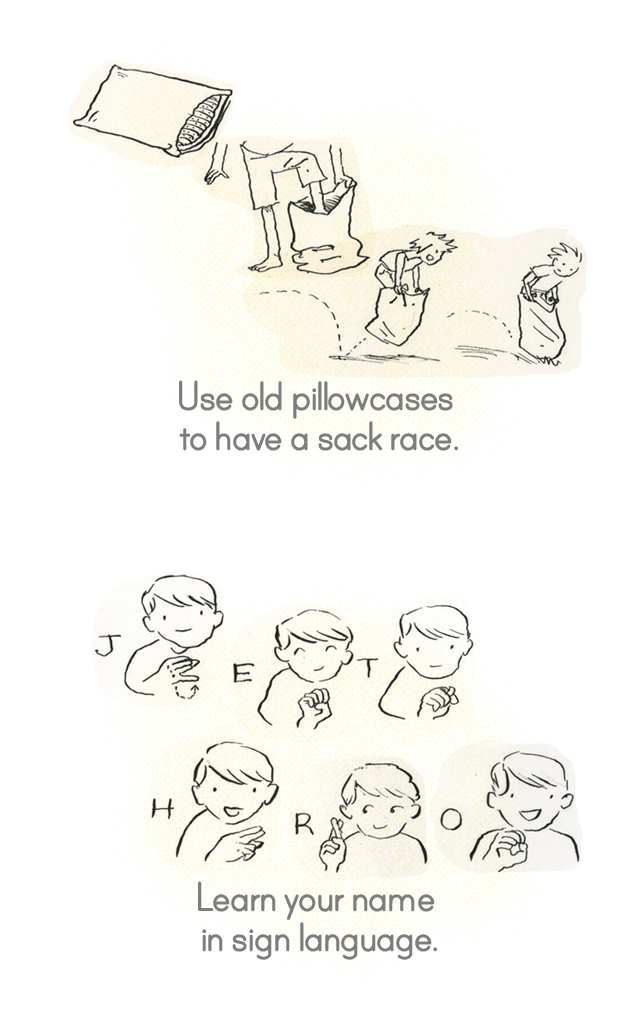 Use old pillowcases
to have a sack race.
J E T
H R O
Learn your name
in sign language.